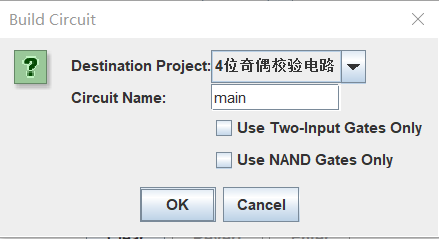 Build Circuit
Destination Project: 4位奇偶校验电路
Circuit Name: main
Use Two-Input Gates Only
Use NAND Gates Only
OK Cancel